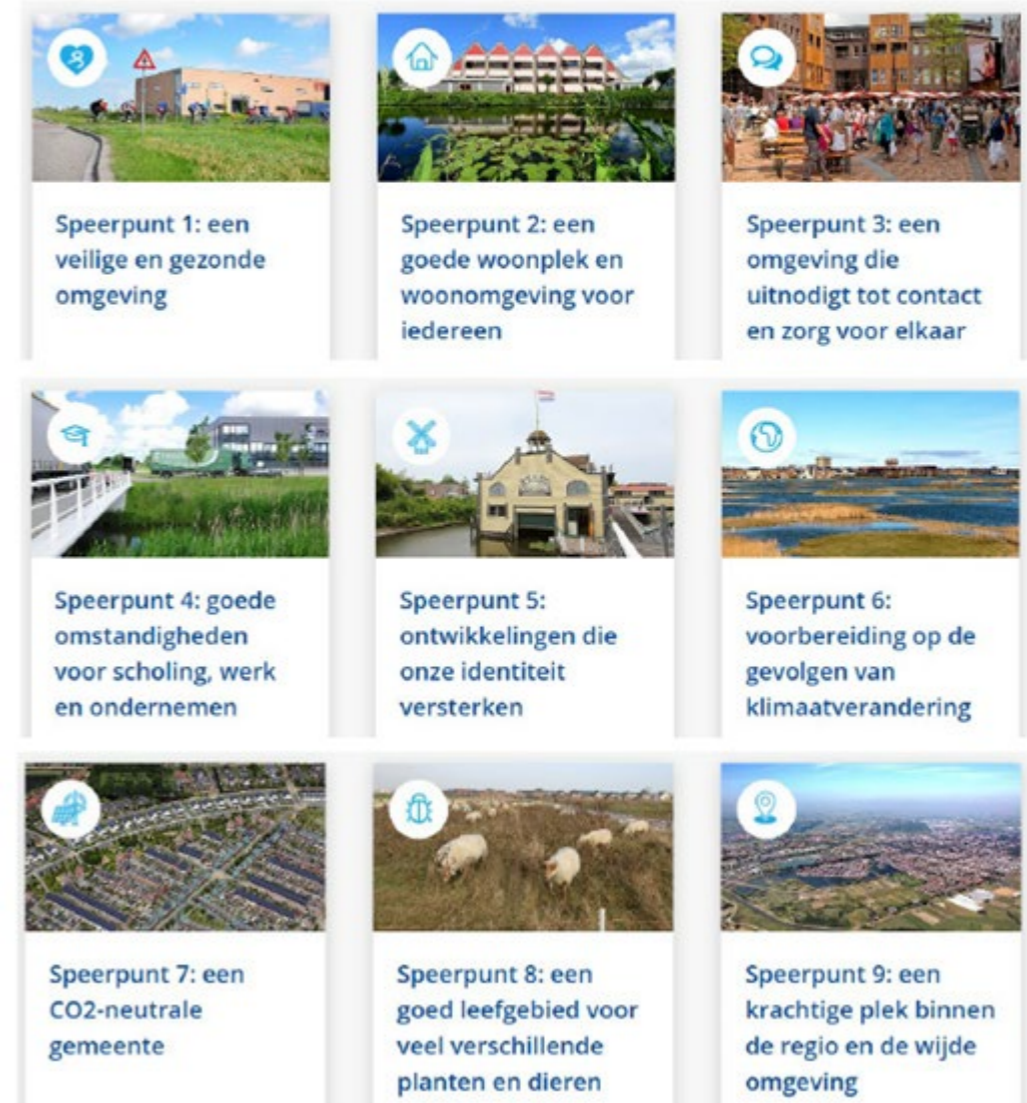 Speerpunt 1: een
veilige en gezonde
omgeving
Speerpunt 2: een
goede woonplek en
woonomgeving voor
iedereen
Speerpunt 3: een
omgeving die
uitnodigt tot contact
en zorg voor elkaar
Speerpunt 4: goede
omstandigheden
voor scholing, werk
en ondernemen
Speerpunt 5:
ontwikkelingen die
onze identiteit
versterken
Speerpunt 6:
voorbereiding op de
gevolgen van
klimaatverandering
Speerpunt 7: een
CO2-neutrale
gemeente
Speerpunt 8: een
goed leefgebied voor
veel verschillende
planten en dieren
Speerpunt 9: een
krachtige plek binnen
de regio en de wijde
omgeving